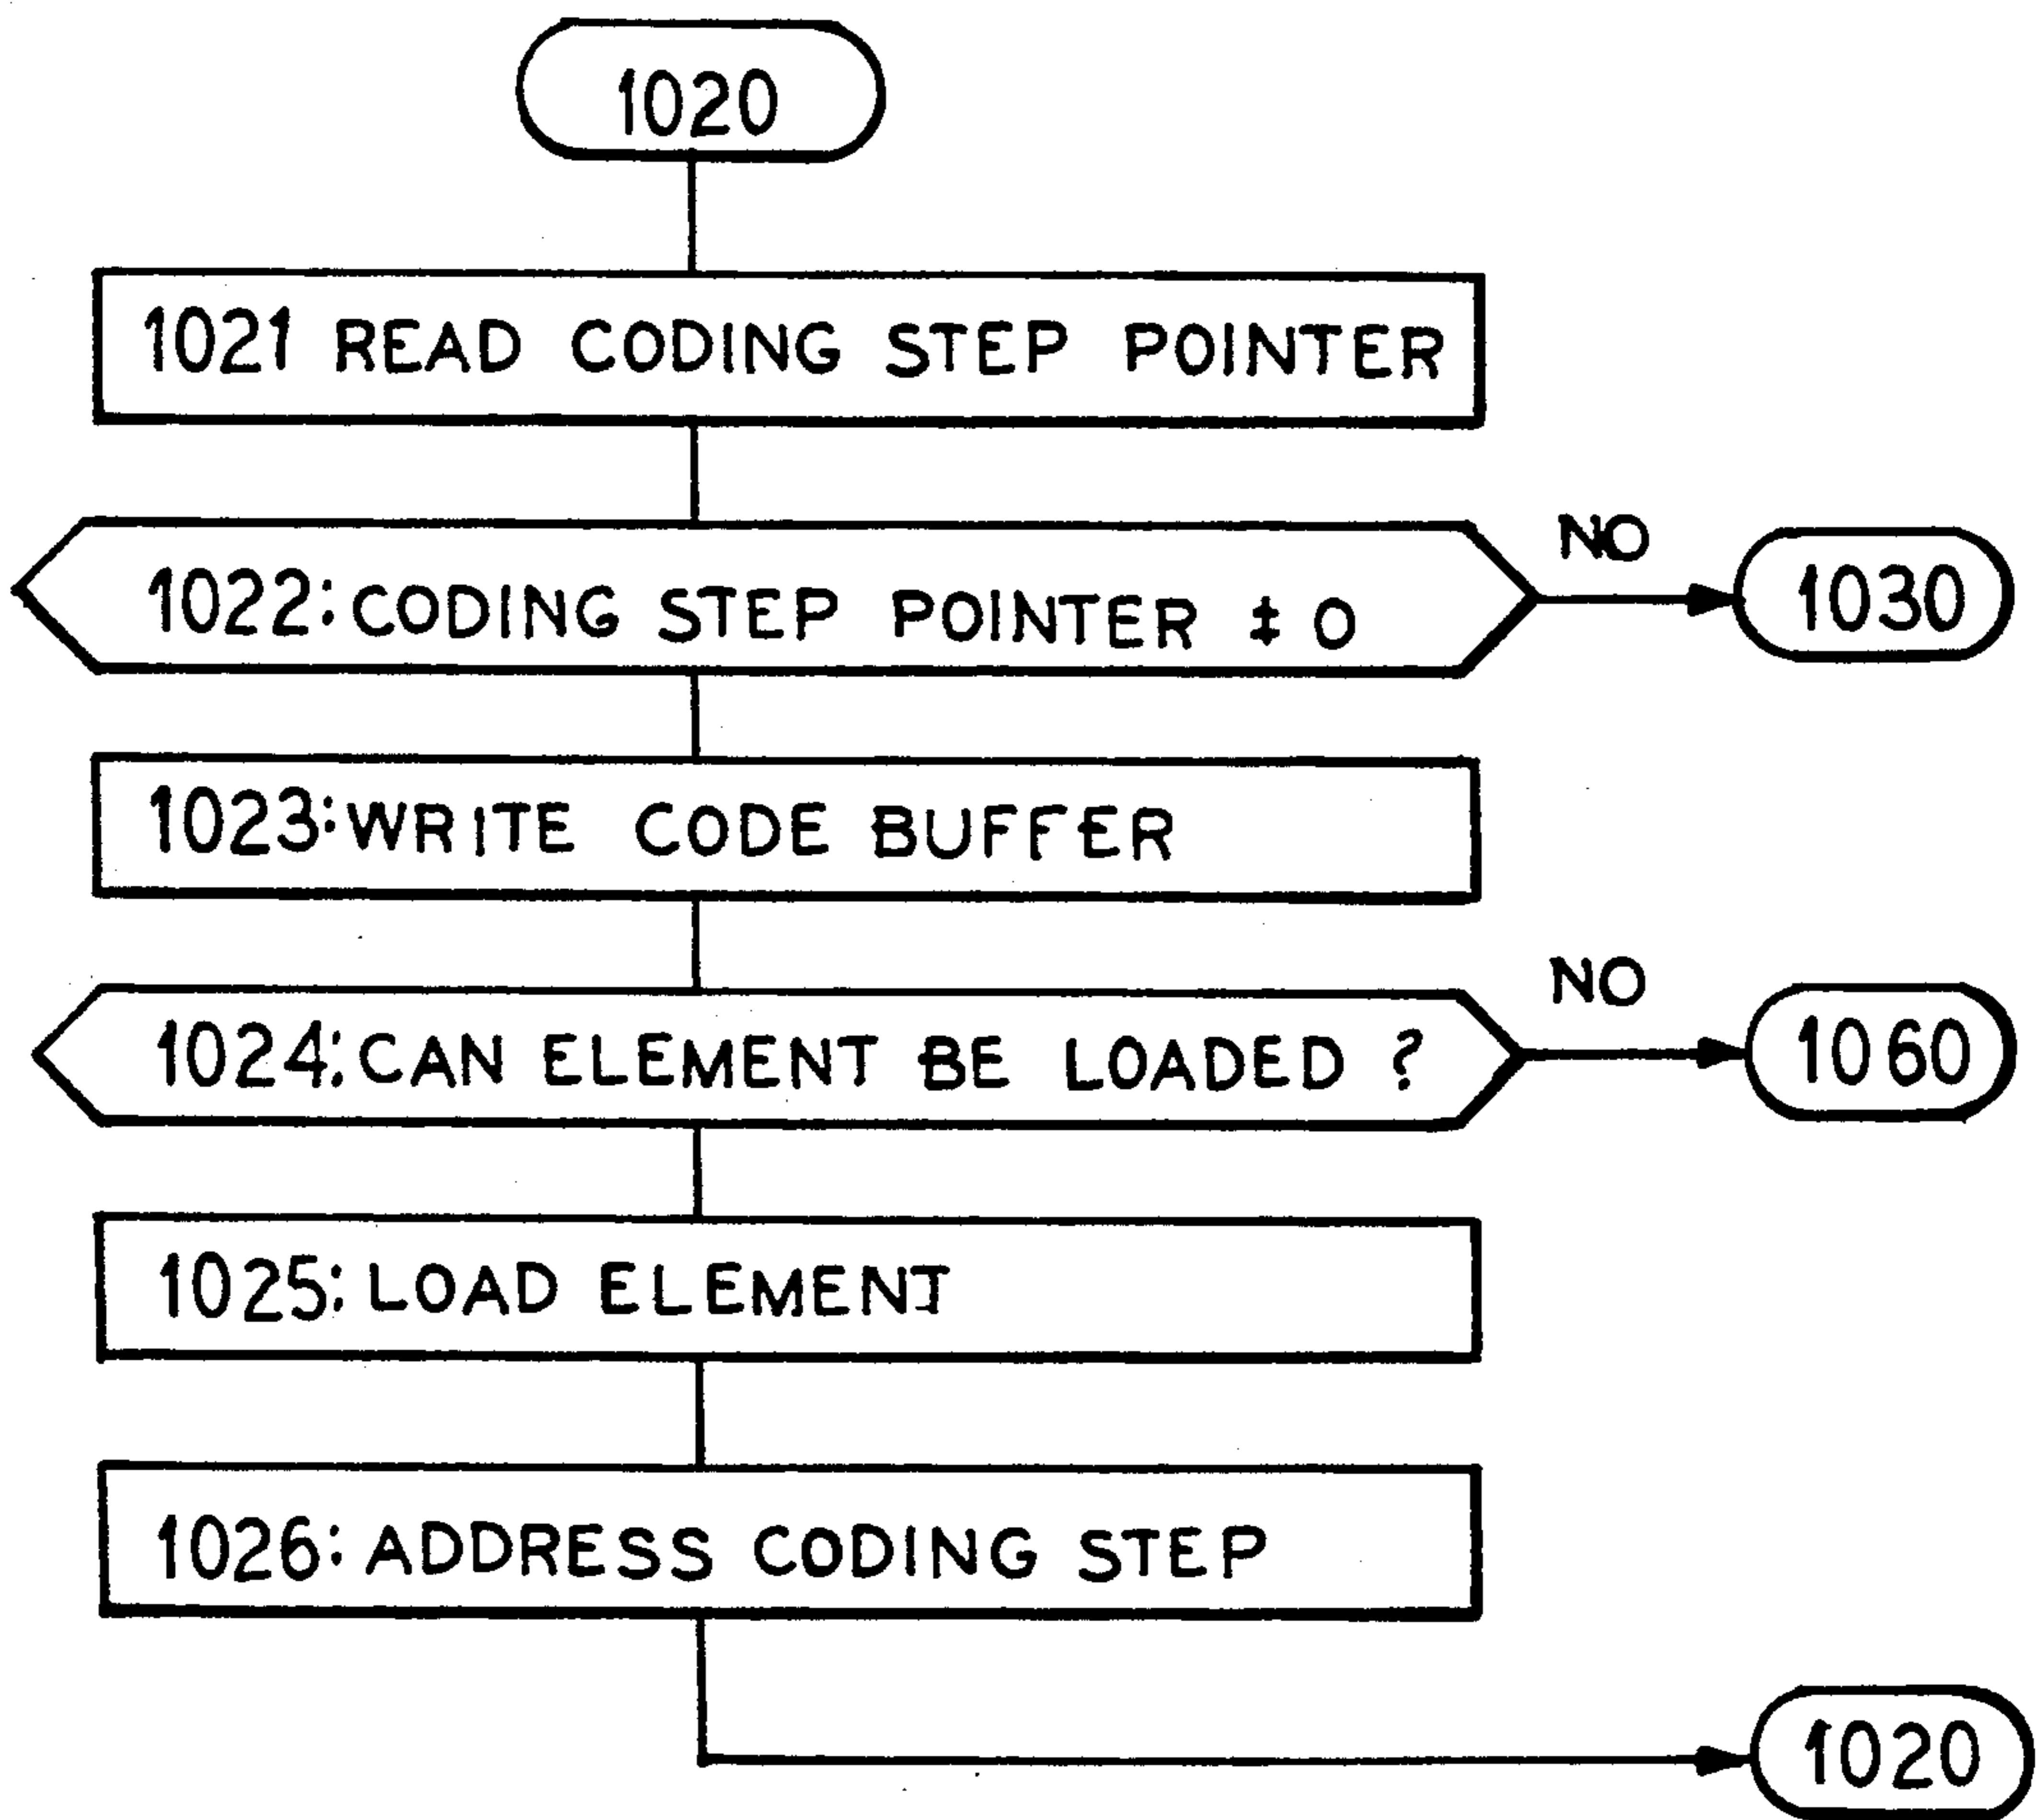 1020
1021 READ CODING STEP POINTER
1022: CODING STEP POINTER ‡ 0
NO
1030
1023: WRITE CODE BUFFER
1024: CAN ELEMENT BE LOADED ?
NO
1060
1025: LOAD ELEMENT
1026: ADDRESS CODING STEP
1020